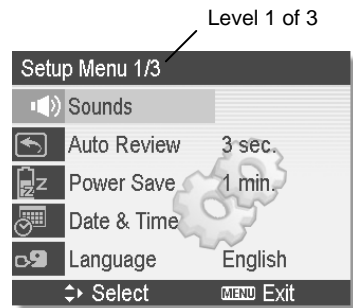 Level 1 of 3
Setup Menu 1/3
Sounds
Auto Review 3 sec.
Power Save 1 min.
Date & Time
Language English
Select MENU Exit